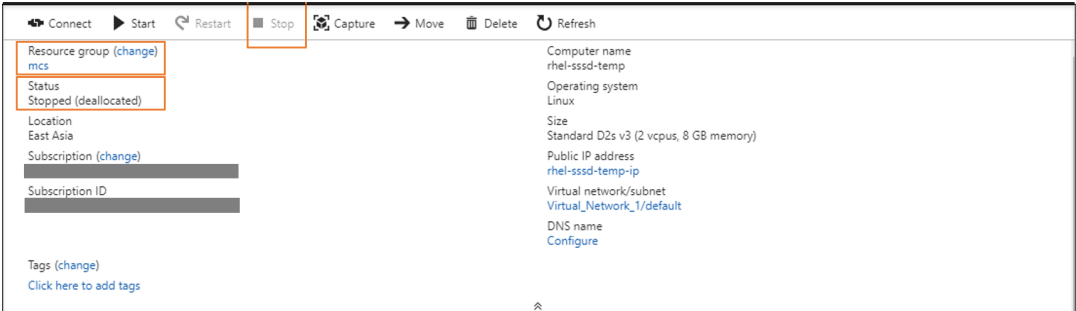 Connect Start Restart Stop Capture Move Delete Refresh
Resource group (change)
mcs
Status
Stopped (deallocated)
Location
East Asia
Subscription (change)
Subscription ID
Tags (change)
Click here to add tags
Computer name
rhel-sssd-temp
Operating system
Linux
Size
Standard D2s v3 (2 vcpus, 8 GB memory)
Public IP address
rhel-sssd-temp-ip
Virtual network/subnet
Virtual_Network_1/default
DNS name
Configure